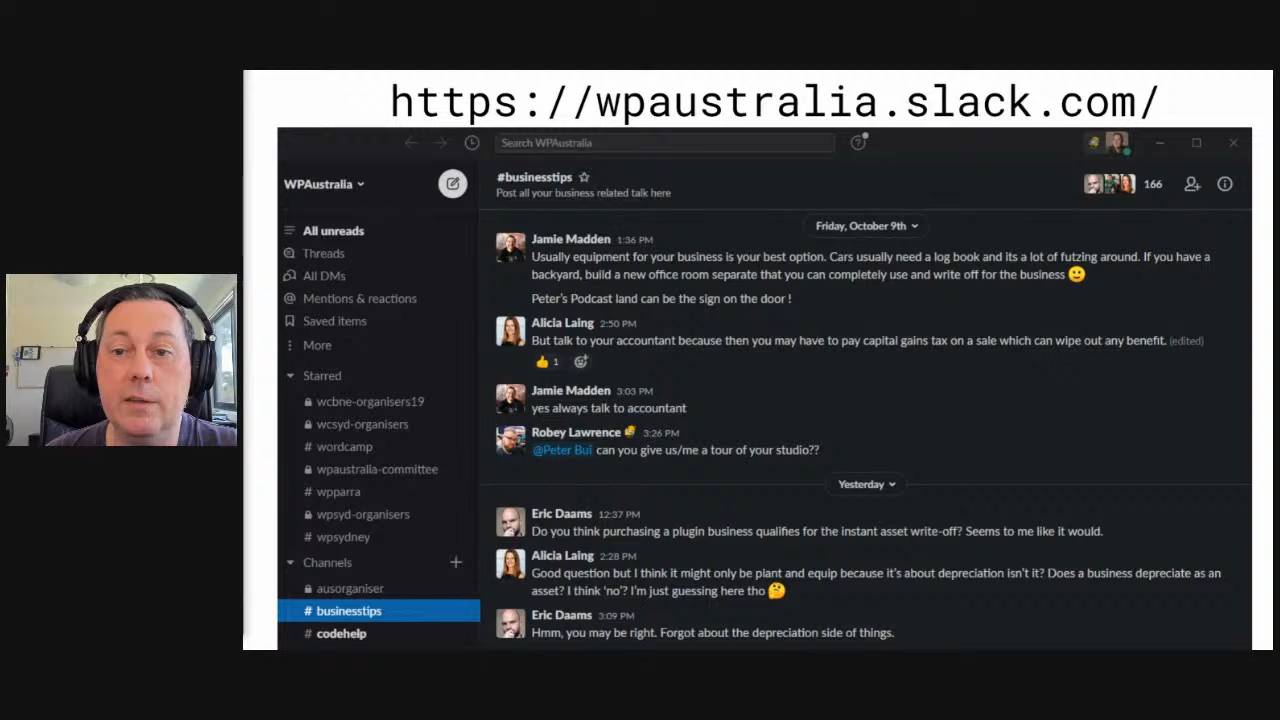 https://wpaustralia.slack.com/
Search WPAustralia
WPAustralia
All unreads
Threads
All DMs
Mentions & reactions
Saved items
More
Starred
wcbne-organisers19
wcsyd-organisers
# wordcamp
wpaustralia-committee
# wpparra
wpsyd-organisers
# wpsydney
Channels
ausorganiser
# businesstips
# codehelp
#businesstips
Post all your business related talk here
166
Friday, October 9th
Jamie Madden 1:36 PM
Usually equipment for your business is your best option. Cars usually need a log book and its a lot of futzing around. If you have a
backyard, build a new office room separate that you can completely use and write off for the business
Peter's Podcast land can be the sign on the door !
Alicia Laing 2:50 PM
But talk to your accountant because then you may have to pay capital gains tax on a sale which can wipe out any benefit. (edited)
1
Jamie Madden 3:03 PM
yes always talk to accountant
Robey Lawrence 3:26 PM
@Peter Bui can you give us/me a tour of your studio??
Yesterday
Eric Daams 12:37 PM
Do you think purchasing a plugin business qualifies for the instant asset write-off? Seems to me like it would.
Alicia Laing 2:28 PM
Good question but I think it might only be plant and equip because it's about depreciation isn't it? Does a business depreciate as an
asset? I think 'no'? I'm just guessing here tho
Eric Daams 3:09 PM
Hmm, you may be right. Forgot about the depreciation side of things.